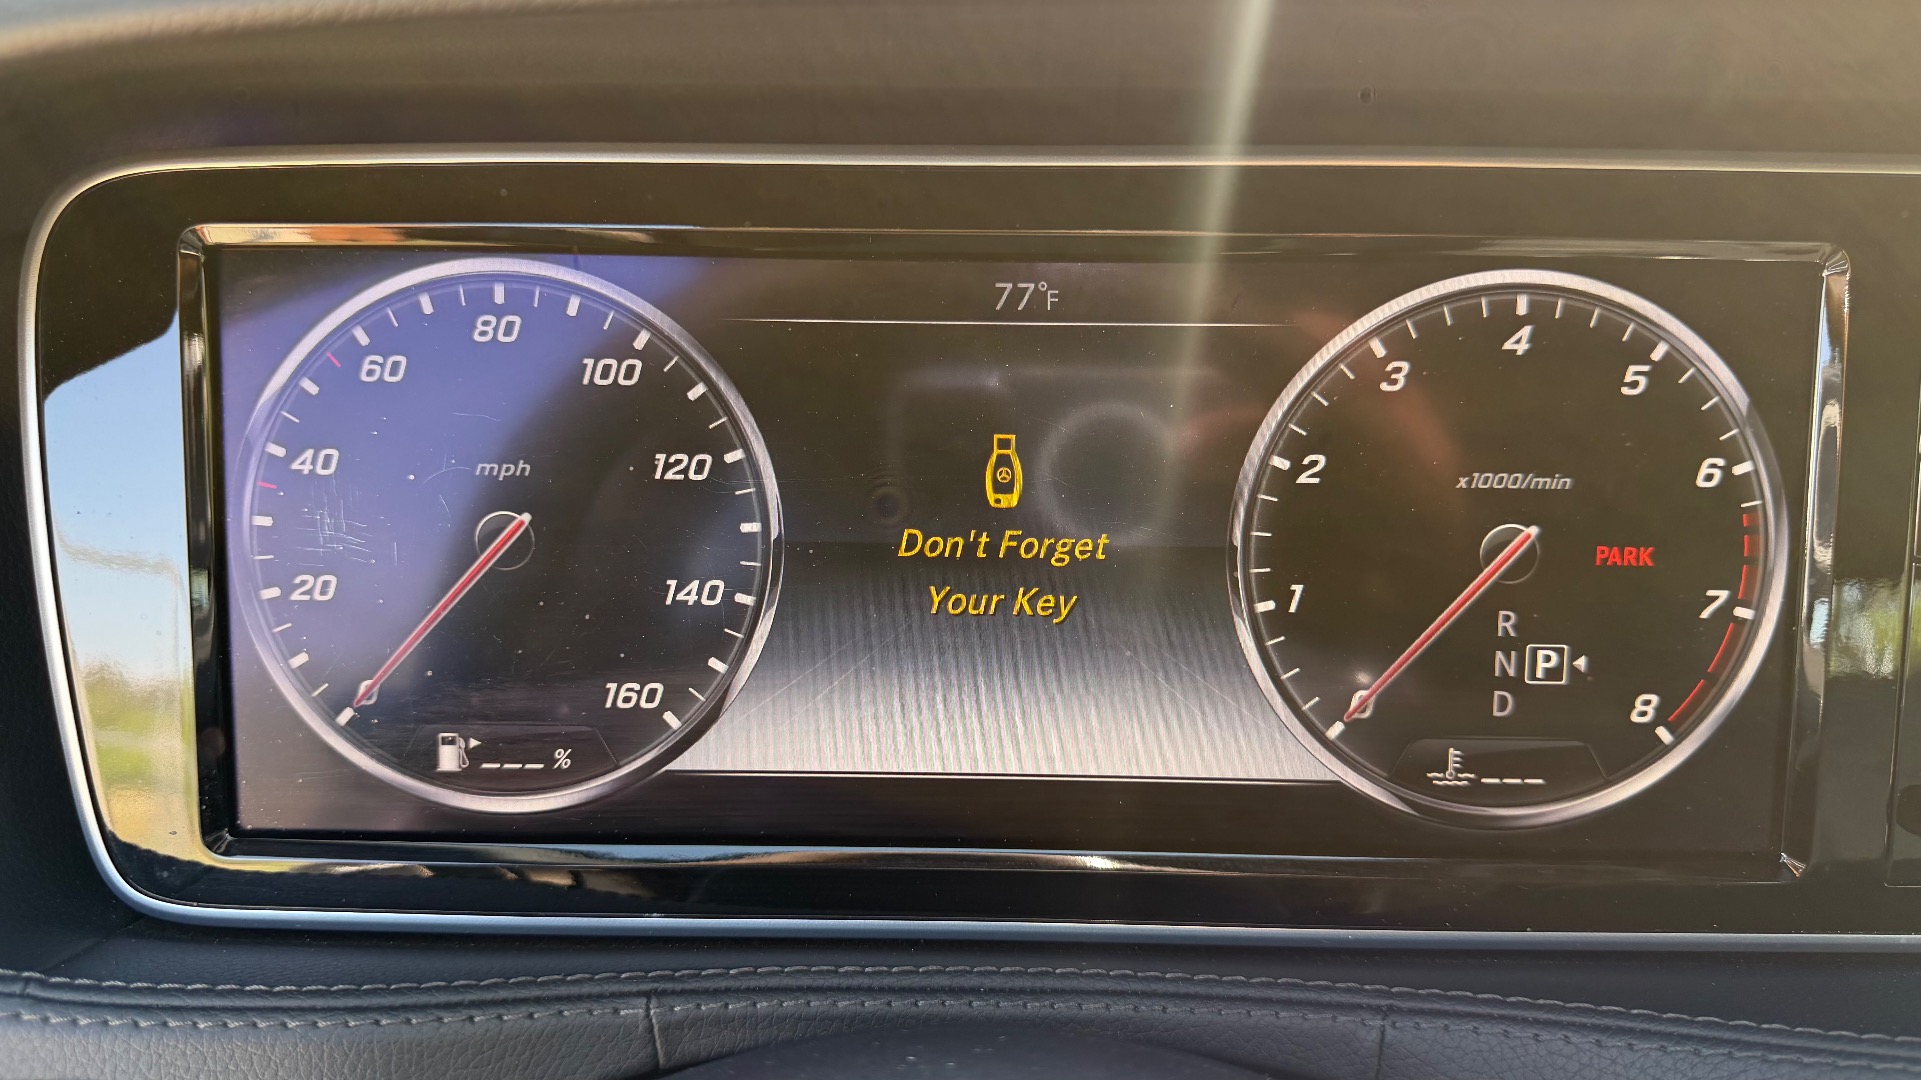 77°F
80
60
100
40
mph
120
20
140
0
160
___%
Don't Forget
Your Key
4
3
5
2
x1000/min
6
PARK
1
R
7
N P
D
0
8
___